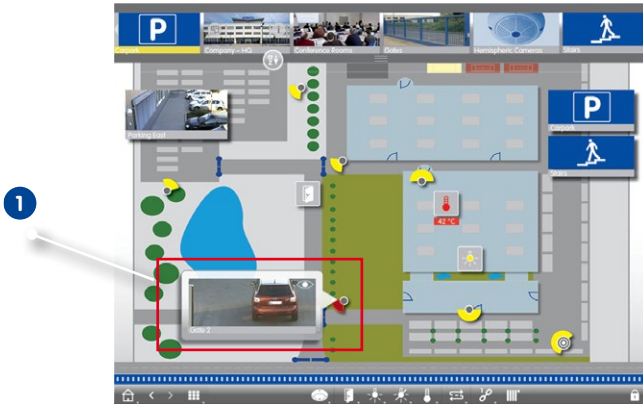 P
Carpark
Company – HQ
Conference Rooms
Gates
Hemispheric Cameras
Stairs
Parking East
P
Carpark
Stairs
1
42 °C
Gate 2